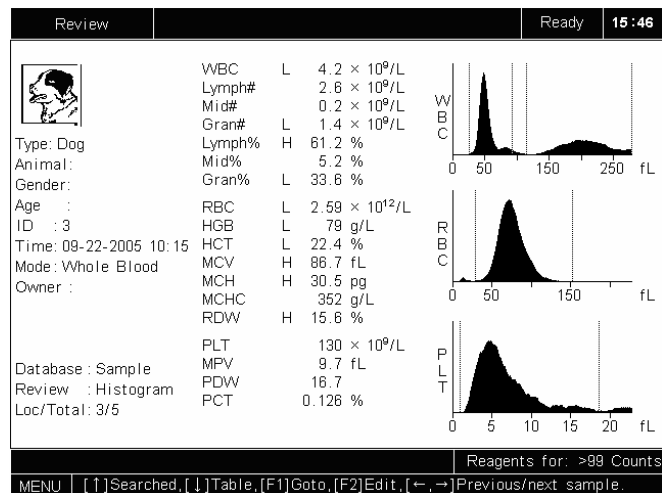 Review Ready 15:46
Type: Dog
Animal:
Gender:
Age :
ID : 3
Time: 09-22-2005 10:15
Mode: Whole Blood
Owner :
Database : Sample
Review : Histogram
Loc/Total: 3/5
WBC L 4.2 × 10⁹/L
Lymph# 2.6 × 10⁹/L
Mid# 0.2 × 10⁹/L
Gran# L 1.4 × 10⁹/L
Lymph% H 61.2 %
Mid% 5.2 %
Gran% L 33.6 %
RBC L 2.59 × 10¹²/L
HGB L 79 g/L
HCT L 22.4 %
MCV H 86.7 fL
MCH H 30.5 pg
MCHC 352 g/L
RDW H 15.6 %
PLT 130 × 10⁹/L
MPV 9.7 fL
PDW 16.7
PCT 0.126 %
WBC
0 50 150 250 fL
RBC
0 50 150 fL
PLT
0 5 10 15 20 fL
Reagents for: >99 Counts
MENU [↑]Searched,[↓]Table,[F1]Goto,[F2]Edit,[←,→]Previous/next sample.